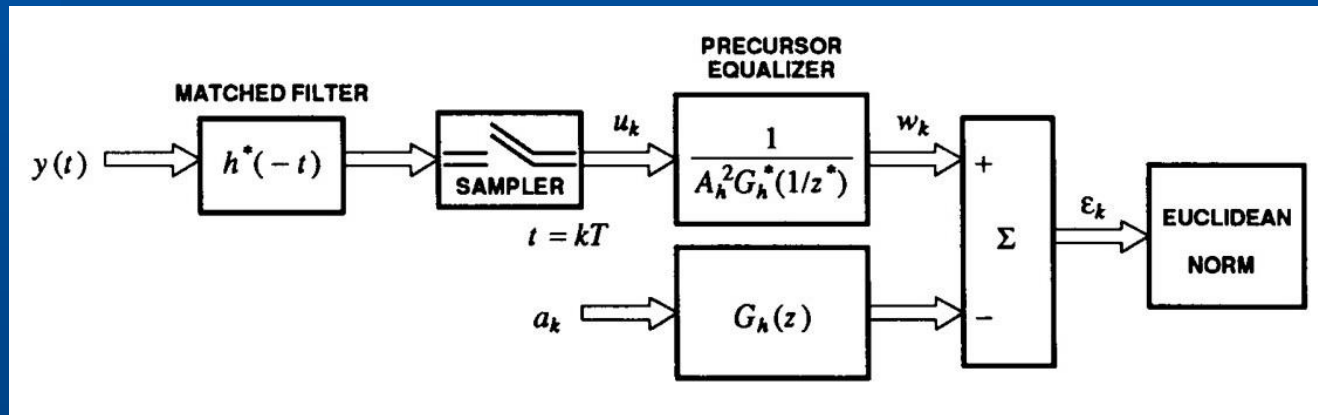 PRECURSOR
EQUALIZER
MATCHED FILTER
y(t)
h*(-t)
SAMPLER
t = kT
u_k
1
A_h^2 G_h^*(1/z*)
w_k
+
Σ
−
ε_k
EUCLIDEAN
NORM
a_k
G_h(z)